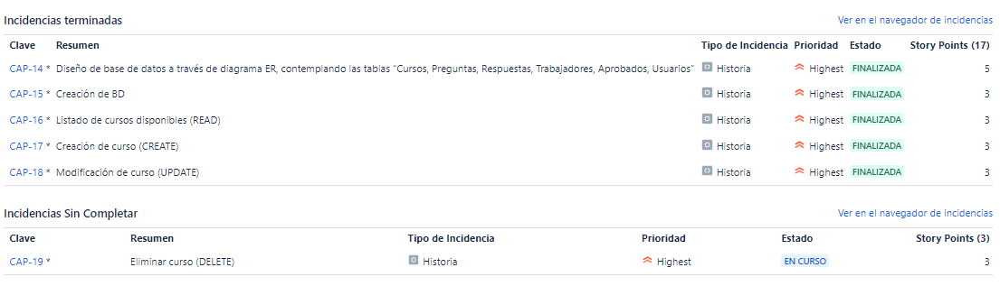 Incidencias terminadas Ver en el navegador de incidencias
Clave Resumen Tipo de Incidencia Prioridad Estado Story Points (17)
CAP-14 * Diseño de base de datos a través de diagrama ER, contemplando las tablas "Cursos, Preguntas, Respuestas, Trabajadores, Aprobados, Usuarios" Historia Highest FINALIZADA 5
CAP-15 * Creación de BD Historia Highest FINALIZADA 3
CAP-16 * Listado de cursos disponibles (READ) Historia Highest FINALIZADA 3
CAP-17 * Creación de curso (CREATE) Historia Highest FINALIZADA 3
CAP-18 * Modificación de curso (UPDATE) Historia Highest FINALIZADA 3
Incidencias Sin Completar Ver en el navegador de incidencias
Clave Resumen Tipo de Incidencia Prioridad Estado Story Points (3)
CAP-19 * Eliminar curso (DELETE) Historia Highest EN CURSO 3